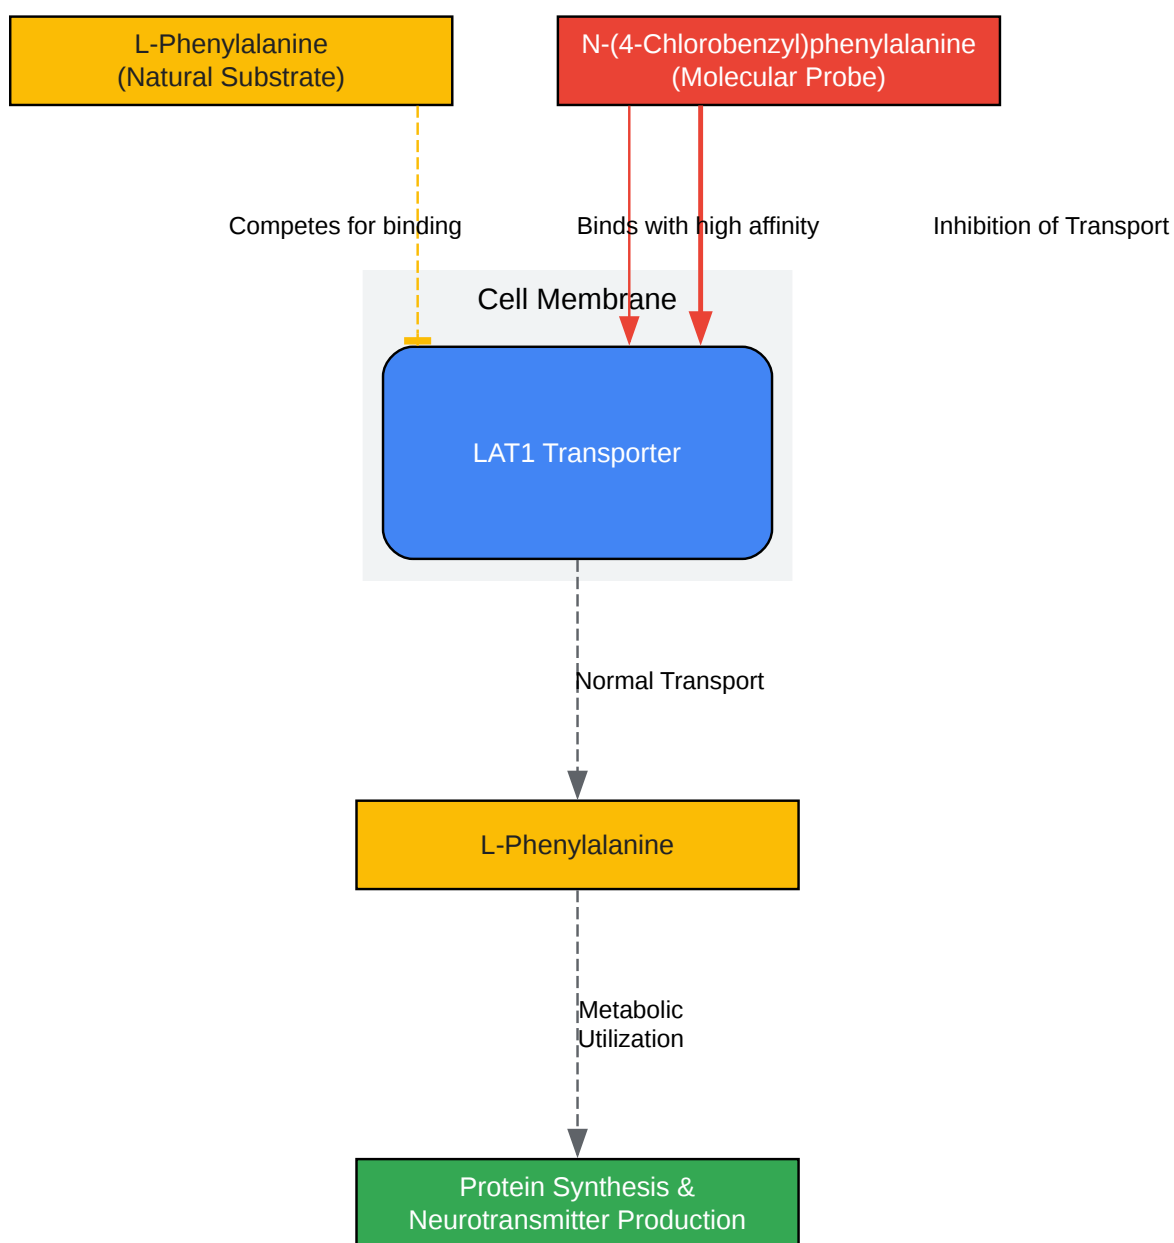 L-Phenylalanine
(Natural Substrate)
N-(4-Chlorobenzyl)phenylalanine
(Molecular Probe)
Competes for binding
Binds with high affinity
Inhibition of Transport
Cell Membrane
LAT1 Transporter
Normal Transport
L-Phenylalanine
Metabolic
Utilization
Protein Synthesis &
Neurotransmitter Production